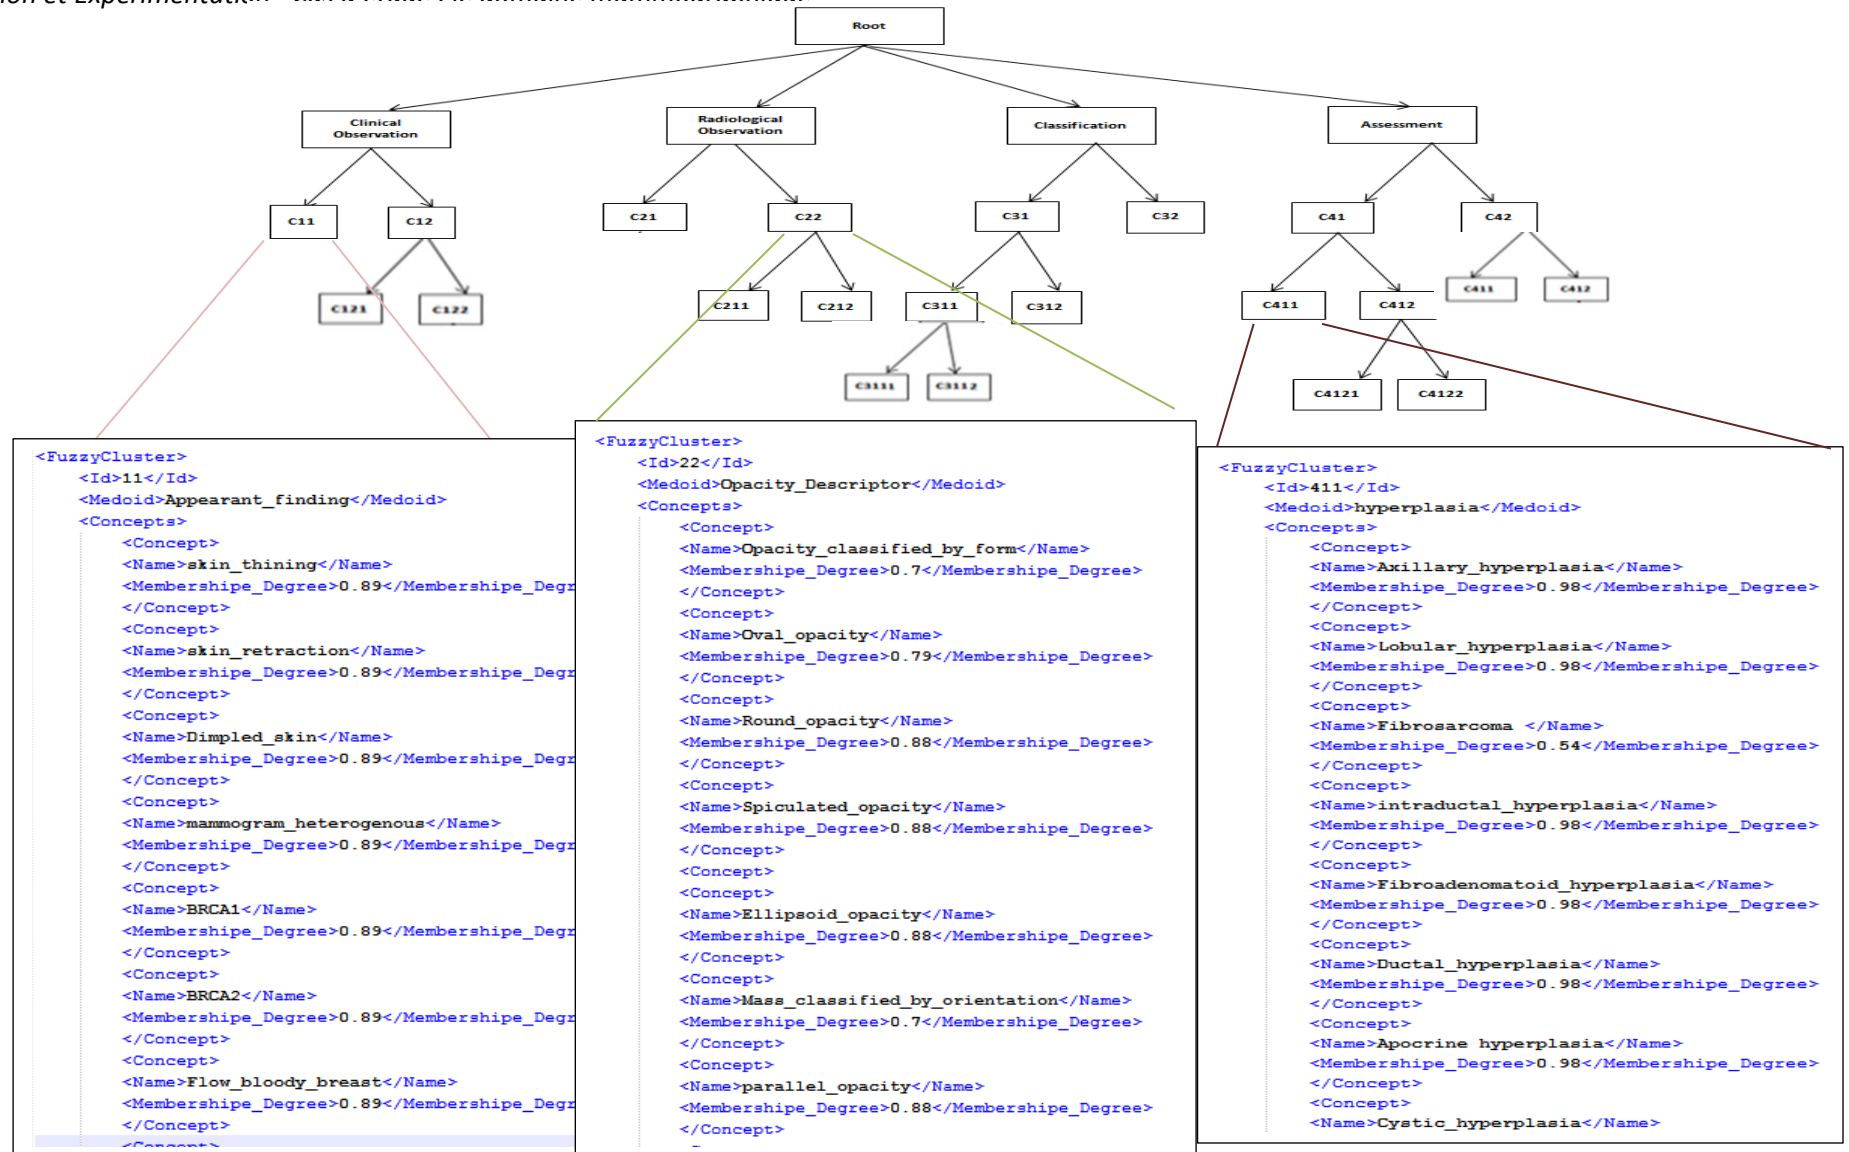 ion et Expérimentation
Root
Clinical
Observation
Radiological
Observation
Classification
Assessment
C11
C12
C21
C22
C31
C32
C41
C42
C121
C122
C211
C212
C311
C312
C411
C412
C411
C412
C3111
C3112
C4121
C4122
<FuzzyCluster>
<Id>11</Id>
<Medoid>Appearant_finding</Medoid>
<Concepts>
<Concept>
<Name>skin_thining</Name>
<Membershipe_Degree>0.89</Membershipe_Degr
</Concept>
<Concept>
<Name>skin_retraction</Name>
<Membershipe_Degree>0.89</Membershipe_Degr
</Concept>
<Concept>
<Name>Dimpled_skin</Name>
<Membershipe_Degree>0.89</Membershipe_Degr
</Concept>
<Concept>
<Name>mammogram_heterogenous</Name>
<Membershipe_Degree>0.89</Membershipe_Degr
</Concept>
<Concept>
<Name>BRCA1</Name>
<Membershipe_Degree>0.89</Membershipe_Degr
</Concept>
<Concept>
<Name>BRCA2</Name>
<Membershipe_Degree>0.89</Membershipe_Degr
</Concept>
<Concept>
<Name>Flow_bloody_breast</Name>
<Membershipe_Degree>0.89</Membershipe_Degr
</Concept>
<Concept>
<FuzzyCluster>
<Id>22</Id>
<Medoid>Opacity_Descriptor</Medoid>
<Concepts>
<Concept>
<Name>Opacity_classified_by_form</Name>
<Membershipe_Degree>0.7</Membershipe_Degree>
</Concept>
<Concept>
<Name>Oval_opacity</Name>
<Membershipe_Degree>0.79</Membershipe_Degree>
</Concept>
<Concept>
<Name>Round_opacity</Name>
<Membershipe_Degree>0.88</Membershipe_Degree>
</Concept>
<Concept>
<Name>Spiculated_opacity</Name>
<Membershipe_Degree>0.88</Membershipe_Degree>
</Concept>
<Concept>
<Concept>
<Name>Ellipsoid_opacity</Name>
<Membershipe_Degree>0.88</Membershipe_Degree>
</Concept>
<Concept>
<Name>Mass_classified_by_orientation</Name>
<Membershipe_Degree>0.7</Membershipe_Degree>
</Concept>
<Concept>
<Name>parallel_opacity</Name>
<Membershipe_Degree>0.88</Membershipe_Degree>
</Concept>
<FuzzyCluster>
<Id>411</Id>
<Medoid>hyperplasia</Medoid>
<Concepts>
<Concept>
<Name>Axillary_hyperplasia</Name>
<Membershipe_Degree>0.98</Membershipe_Degree>
</Concept>
<Concept>
<Name>Lobular_hyperplasia</Name>
<Membershipe_Degree>0.98</Membershipe_Degree>
</Concept>
<Concept>
<Name>Fibrosarcoma </Name>
<Membershipe_Degree>0.54</Membershipe_Degree>
</Concept>
<Concept>
<Name>intraductal_hyperplasia</Name>
<Membershipe_Degree>0.98</Membershipe_Degree>
</Concept>
<Concept>
<Name>Fibroadenomatoid_hyperplasia</Name>
<Membershipe_Degree>0.98</Membershipe_Degree>
</Concept>
<Concept>
<Name>Ductal_hyperplasia</Name>
<Membershipe_Degree>0.98</Membershipe_Degree>
</Concept>
<Concept>
<Name>Apocrine hyperplasia</Name>
<Membershipe_Degree>0.98</Membershipe_Degree>
</Concept>
<Concept>
<Name>Cystic_hyperplasia</Name>